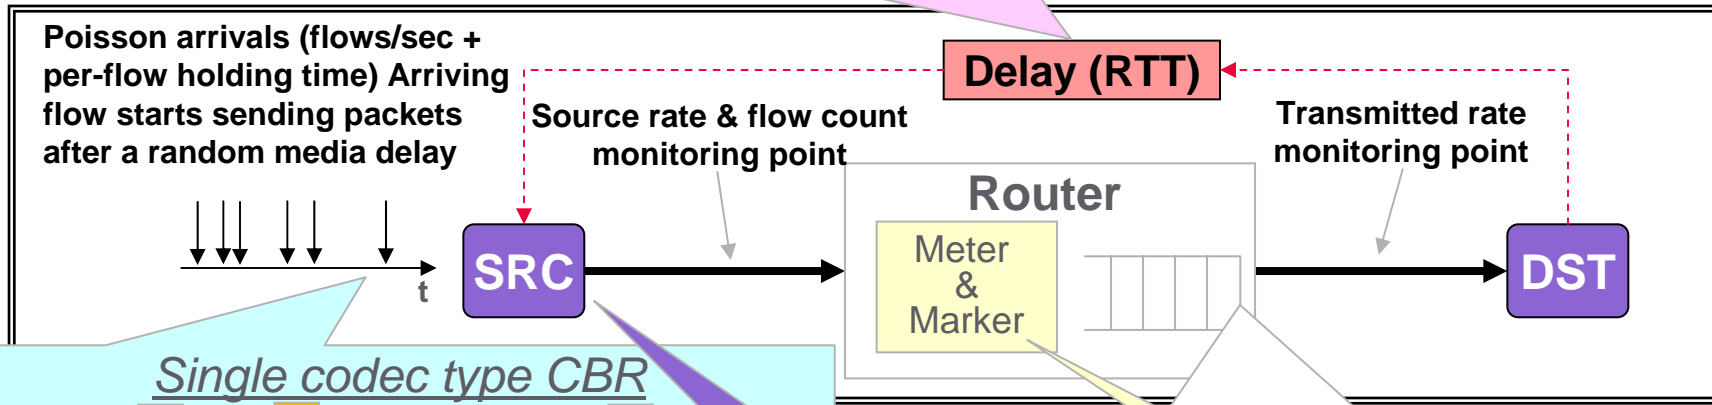 Poisson arrivals (flows/sec +
per-flow holding time) Arriving
flow starts sending packets
after a random media delay
Delay (RTT)
Source rate & flow count
monitoring point
Transmitted rate
monitoring point
Router
Meter
&
Marker
SRC
DST
t
Single codec type CBR